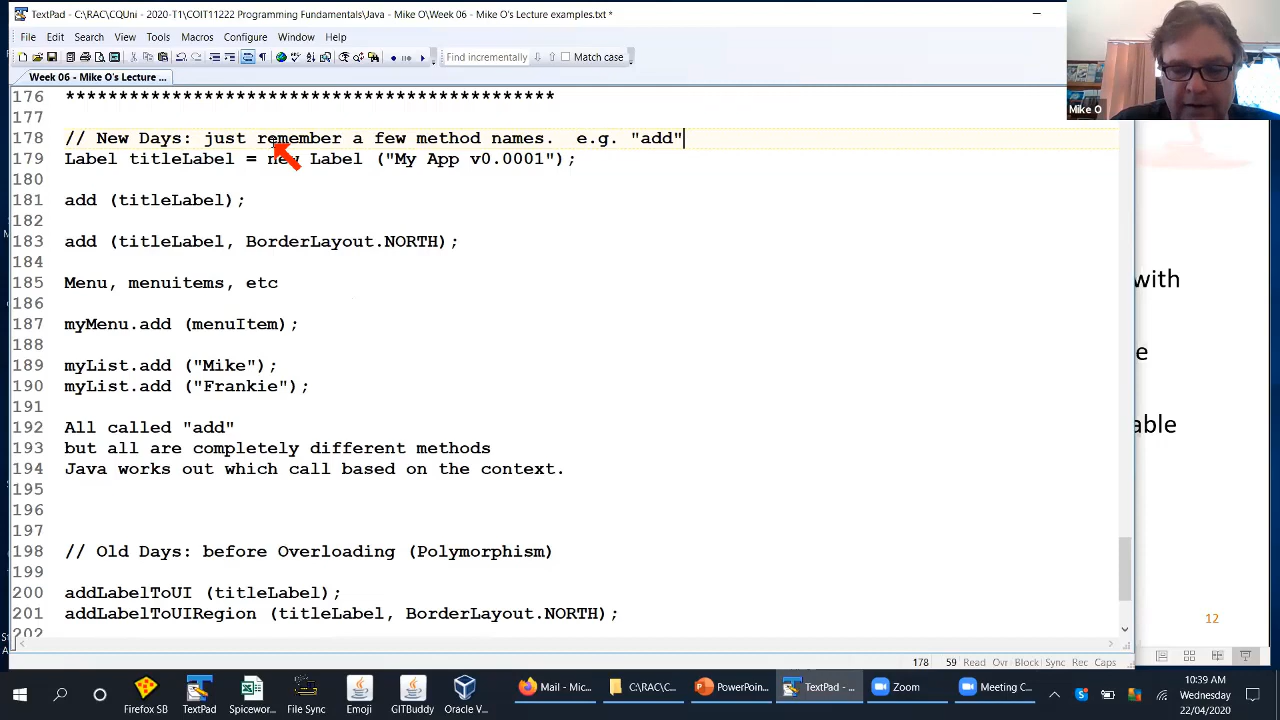 TextPad - C:\RAC\CQUni - 2020-T1\COIT11222 Programming Fundamentals\Java - Mike O\Week 06 - Mike O's Lecture examples.txt *
File Edit Search View Tools Macros Configure Window Help
Find incrementally Match case
Week 06 - Mike O's Lecture ...
Mike O
176 **********************************************
177
178 // New Days: just remember a few method names.  e.g. "add"
179 Label titleLabel = new Label ("My App v0.0001");
180
181 add (titleLabel);
182
183 add (titleLabel, BorderLayout.NORTH);
184
185 Menu, menuitems, etc
186
187 myMenu.add (menuItem);
188
189 myList.add ("Mike");
190 myList.add ("Frankie");
191
192 All called "add"
193 but all are completely different methods
194 Java works out which call based on the context.
195
196
197
198 // Old Days: before Overloading (Polymorphism)
199
200 addLabelToUI (titleLabel);
201 addLabelToUIRegion (titleLabel, BorderLayout.NORTH);
202
with
e
able
12
178 59 Read Ovr Block Sync Rec Caps
Firefox SB TextPad Spicewor... File Sync Emoji GITBuddy Oracle V...
Mail - Mic... C:\RAC\C... PowerPoin... TextPad - ... Zoom Meeting C...
10:39 AM
Wednesday
22/04/2020